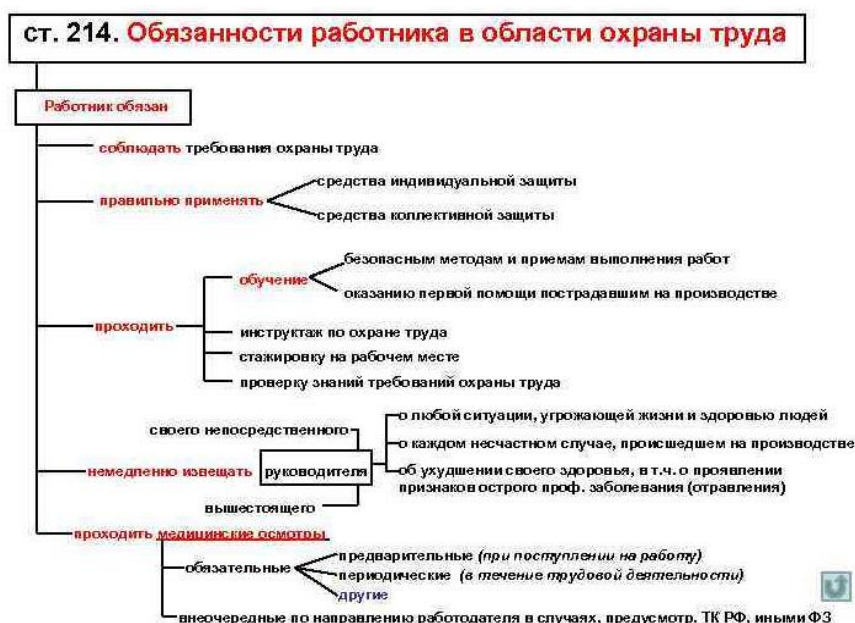 ст. 214. Обязанности работника в области охраны труда
Работник обязан
соблюдать требования охраны труда
правильно применять
средства индивидуальной защиты
средства коллективной защиты
проходить
обучение
безопасным методам и приемам выполнения работ
оказанию первой помощи пострадавшим на производстве
инструктаж по охране труда
стажировку на рабочем месте
проверку знаний требований охраны труда
немедленно извещать
своего непосредственного
руководителя
вышестоящего
о любой ситуации, угрожающей жизни и здоровью людей
о каждом несчастном случае, происшедшем на производстве
об ухудшении своего здоровья, в т.ч. о проявлении
признаков острого проф. заболевания (отравления)
проходить медицинские осмотры
обязательные
предварительные (при поступлении на работу)
периодические (в течение трудовой деятельности)
другие
внеочередные по направлению работодателя в случаях, предусмотр. ТК РФ, иными ФЗ